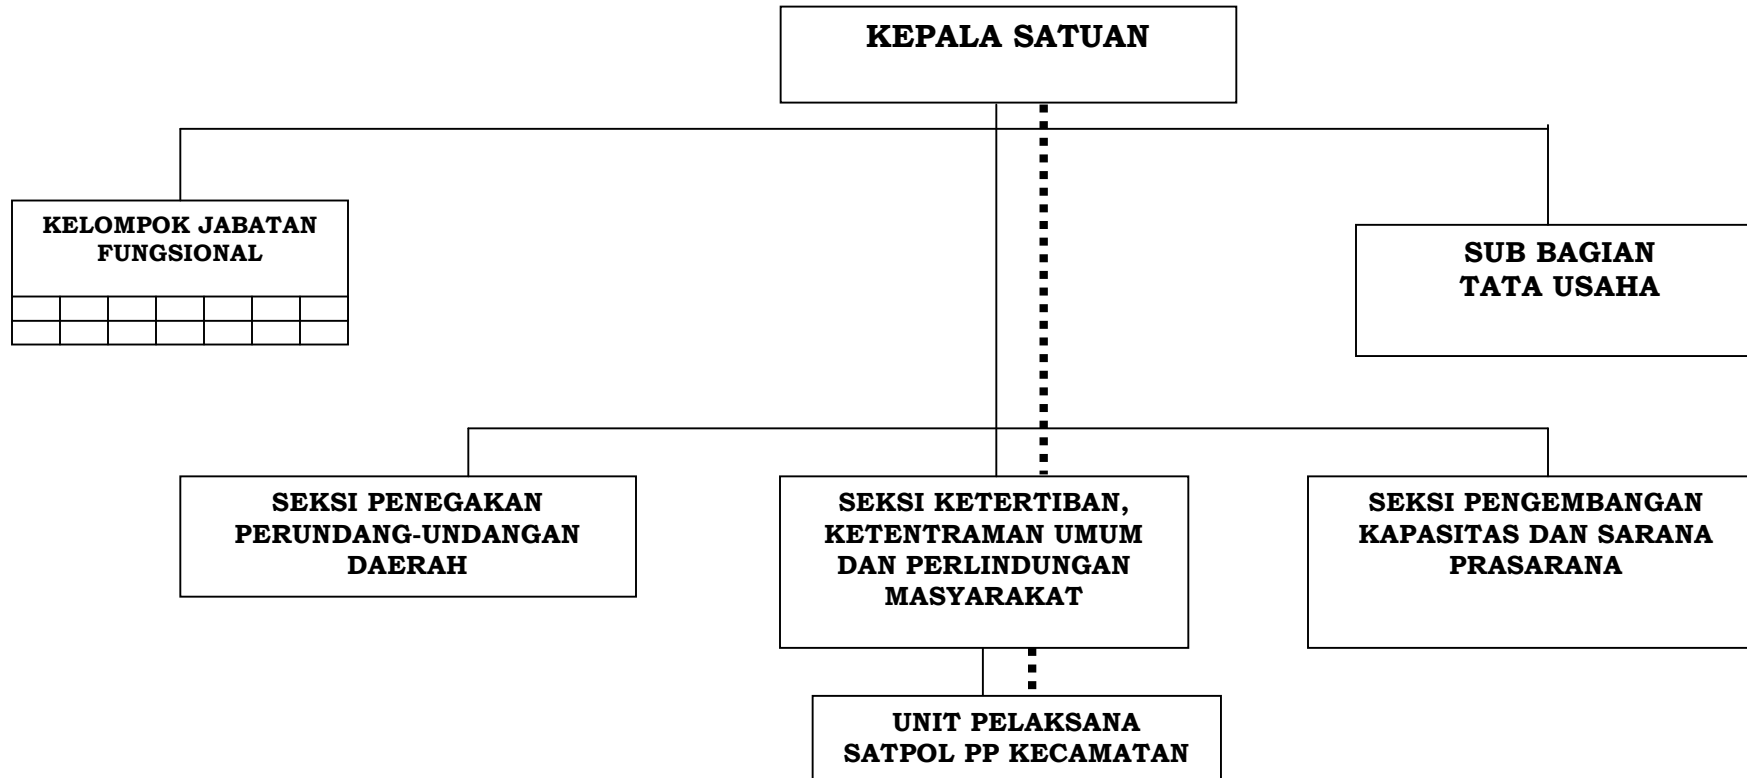 KEPALA SATUAN
KELOMPOK JABATAN
FUNGSIONAL
SUB BAGIAN
TATA USAHA
SEKSI PENEGAKAN
PERUNDANG-UNDANGAN
DAERAH
SEKSI KETERTIBAN,
KETENTRAMAN UMUM
DAN PERLINDUNGAN
MASYARAKAT
SEKSI PENGEMBANGAN
KAPASITAS DAN SARANA
PRASARANA
UNIT PELAKSANA
SATPOL PP KECAMATAN